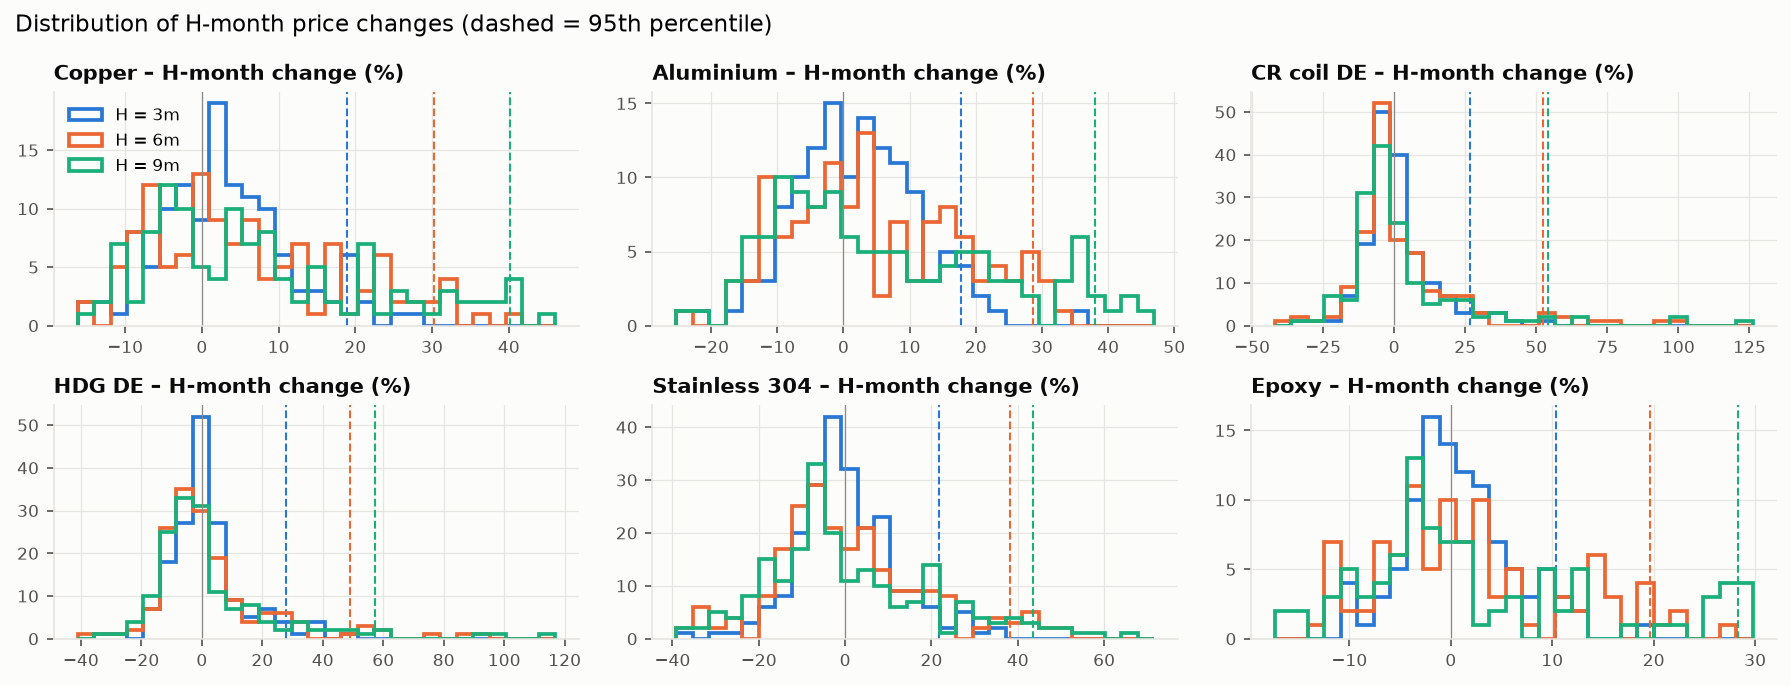 Distribution of H-month price changes (dashed = 95th percentile)
Copper – H-month change (%)
H = 3m
H = 6m
H = 9m
15
10
5
0
−10 0 10 20 30 40
Aluminium – H-month change (%)
15
10
5
0
−20 −10 0 10 20 30 40 50
CR coil DE – H-month change (%)
50
40
30
20
10
0
−50 −25 0 25 50 75 100 125
HDG DE – H-month change (%)
50
40
30
20
10
0
−40 −20 0 20 40 60 80 100 120
Stainless 304 – H-month change (%)
40
30
20
10
0
−40 −20 0 20 40 60
Epoxy – H-month change (%)
15
10
5
0
−10 0 10 20 30